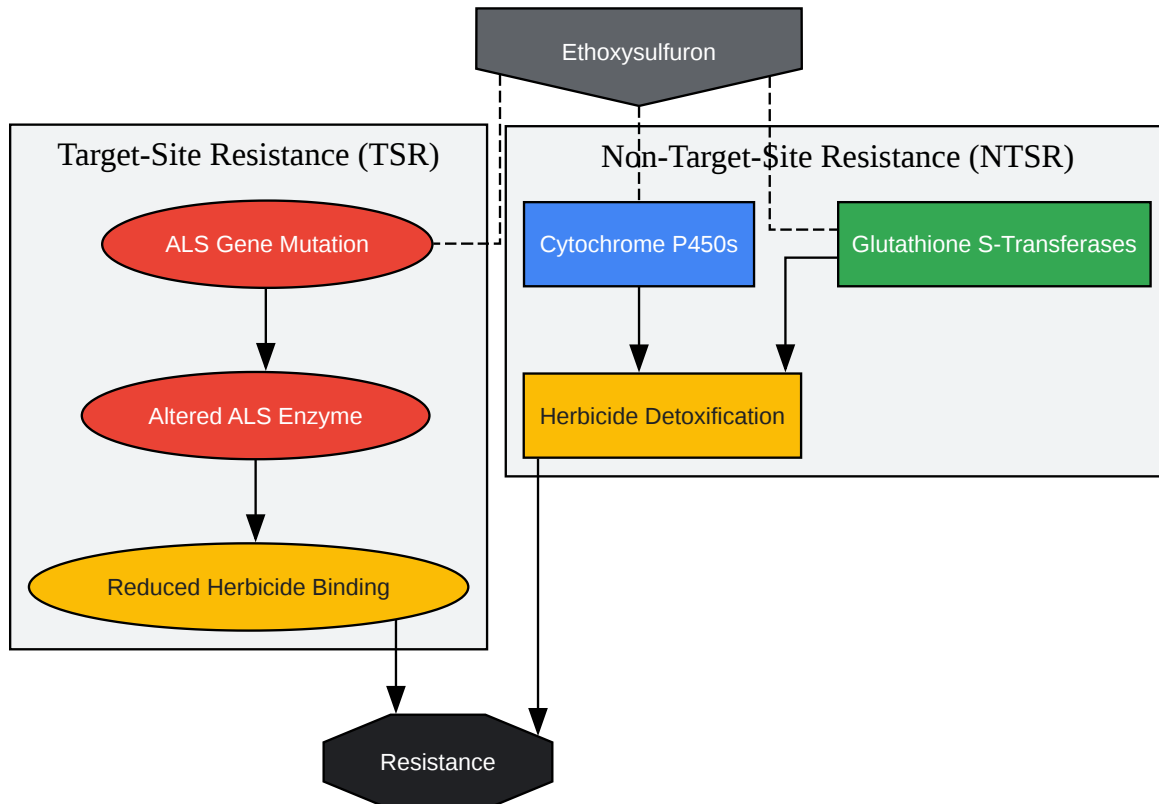 Ethoxysulfuron
Target-Site Resistance (TSR)
Non-Target-Site Resistance (NTSR)
ALS Gene Mutation
Cytochrome P450s
Glutathione S-Transferases
Altered ALS Enzyme
Herbicide Detoxification
Reduced Herbicide Binding
Resistance